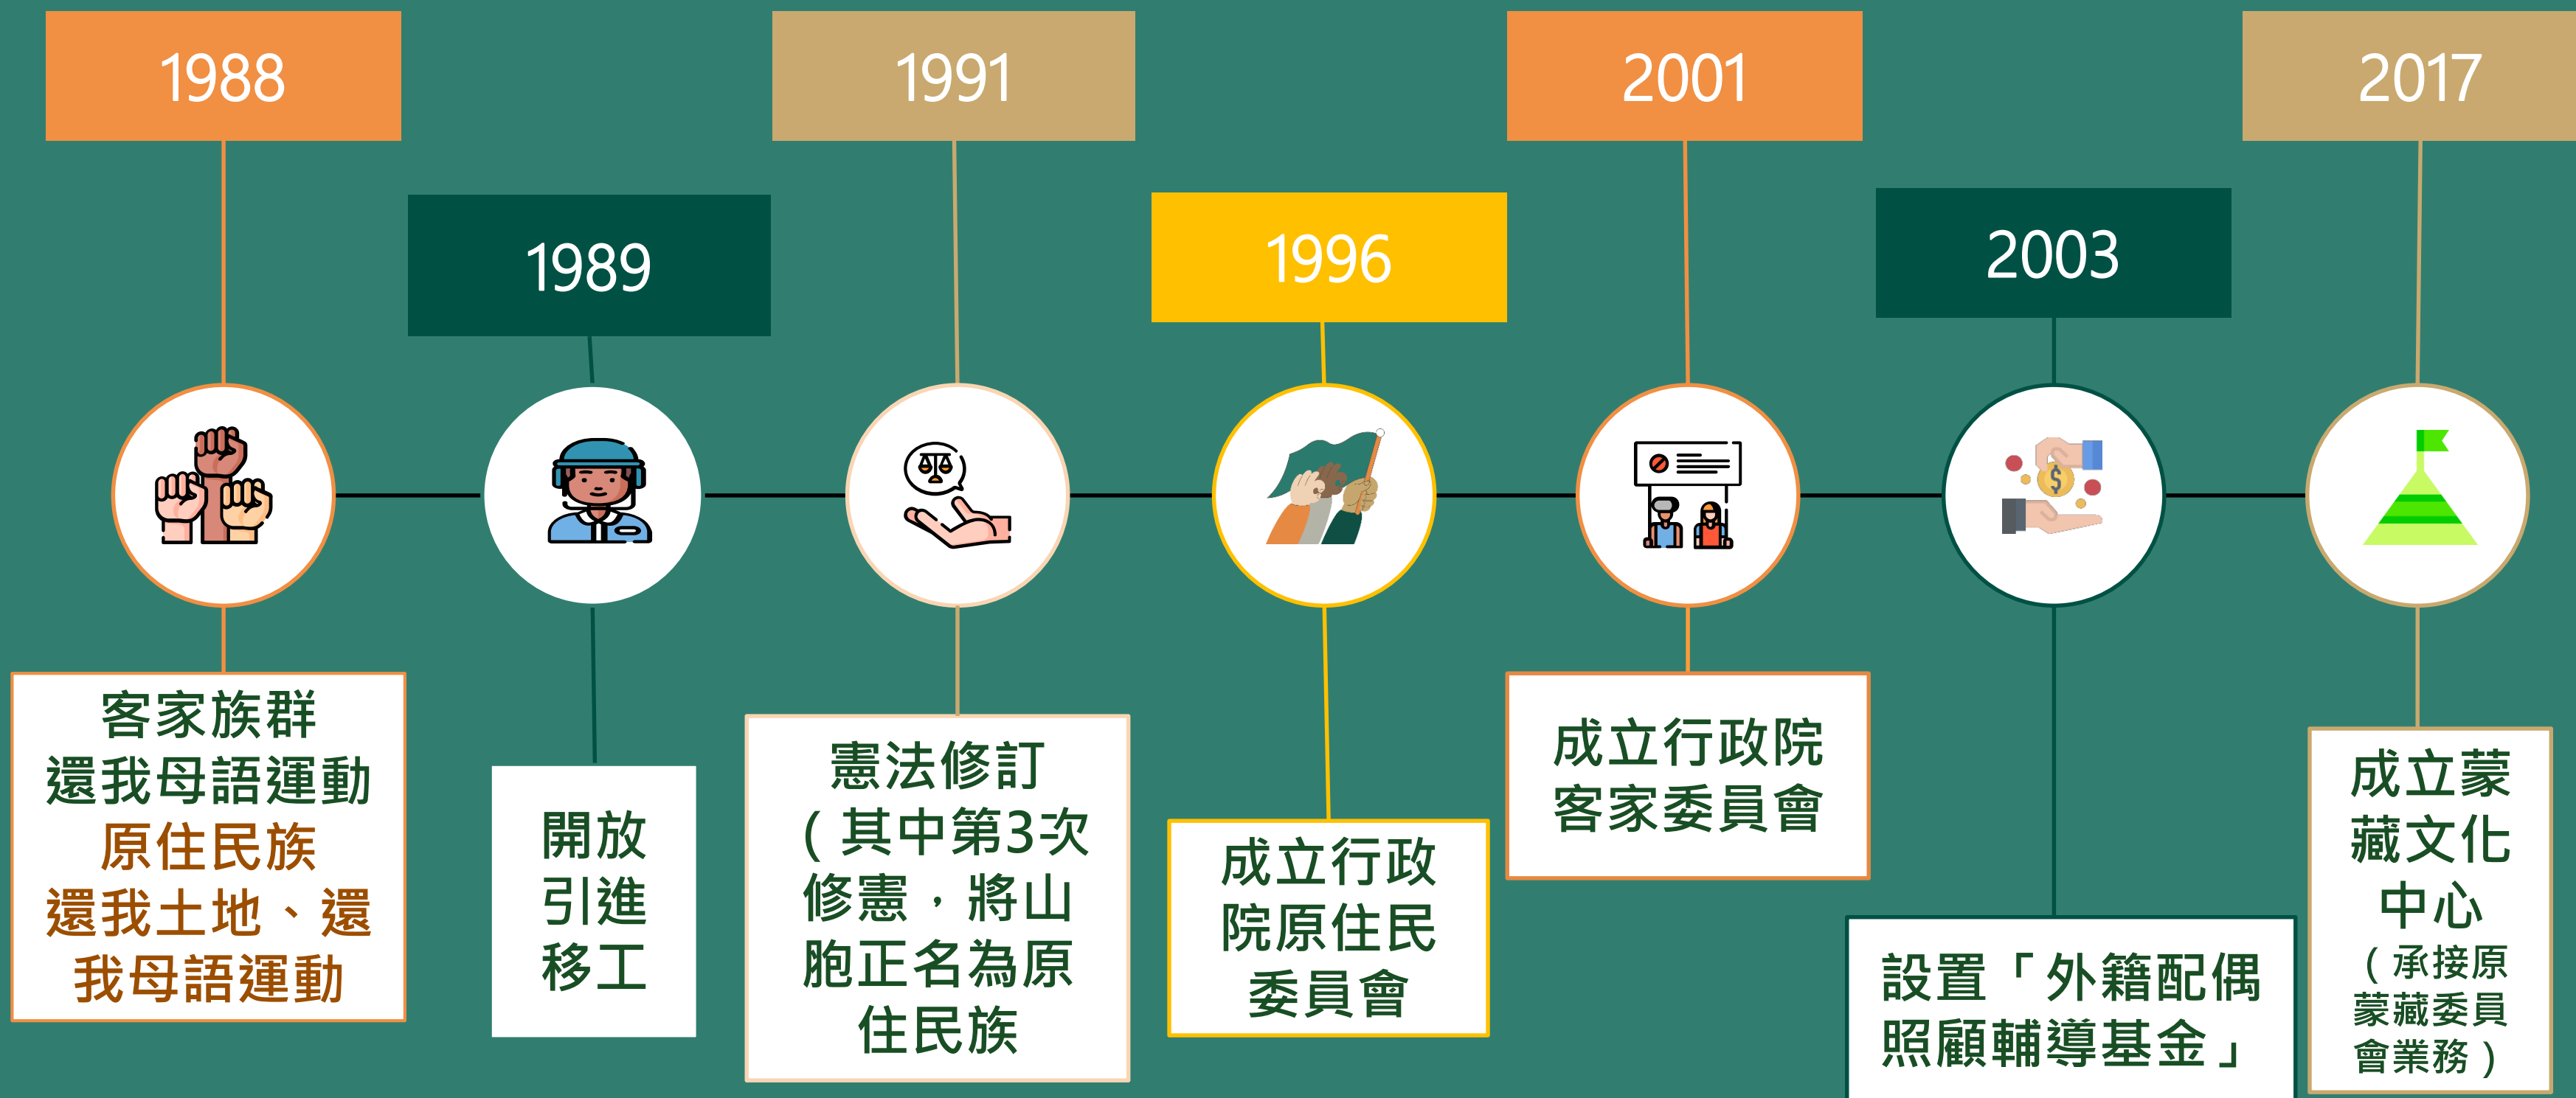 1988
客家族群
還我母語運動
原住民族
還我土地、還
我母語運動
1989
開放
引進
移工
1991
憲法修訂
（其中第3次
修憲，將山
胞正名為原
住民族
1996
成立行政
院原住民
委員會
2001
成立行政院
客家委員會
2003
設置「外籍配偶
照顧輔導基金」
2017
成立蒙
藏文化
中心
（承接原
蒙藏委員
會業務）